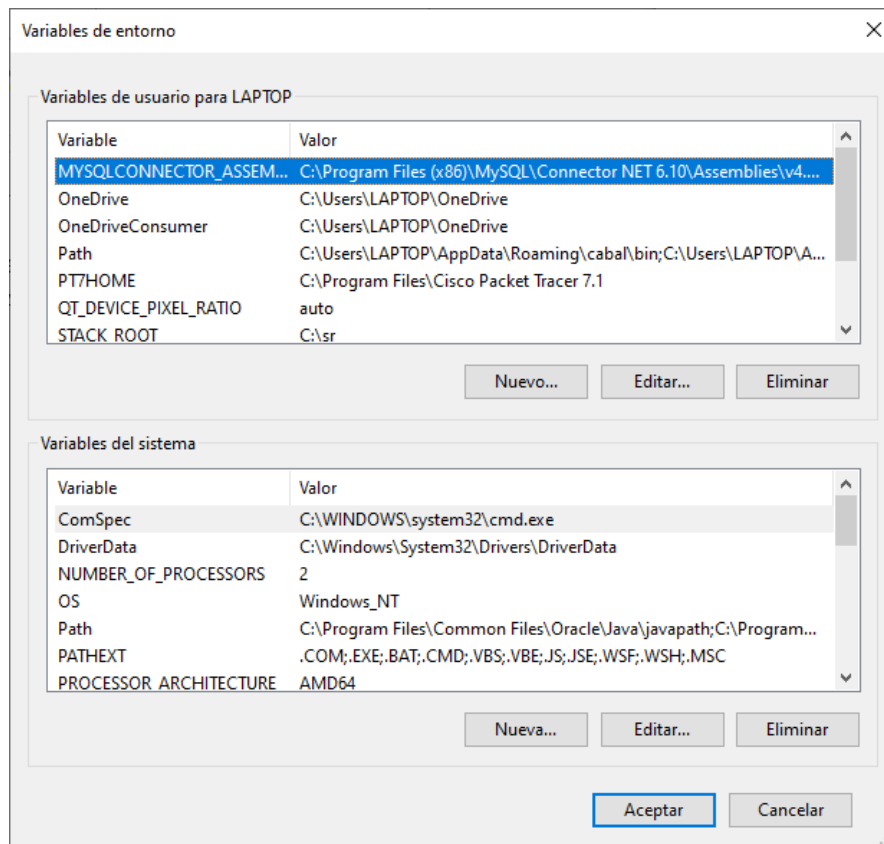 Variables de entorno
Variables de usuario para LAPTOP
Variable Valor
MYSQLCONNECTOR_ASSEM... C:\Program Files (x86)\MySQL\Connector NET 6.10\Assemblies\v4....
OneDrive C:\Users\LAPTOP\OneDrive
OneDriveConsumer C:\Users\LAPTOP\OneDrive
Path C:\Users\LAPTOP\AppData\Roaming\cabal\bin;C:\Users\LAPTOP\A...
PT7HOME C:\Program Files\Cisco Packet Tracer 7.1
QT_DEVICE_PIXEL_RATIO auto
STACK_ROOT C:\sr
Nuevo... Editar... Eliminar
Variables del sistema
Variable Valor
ComSpec C:\WINDOWS\system32\cmd.exe
DriverData C:\Windows\System32\Drivers\DriverData
NUMBER_OF_PROCESSORS 2
OS Windows_NT
Path C:\Program Files\Common Files\Oracle\Java\javapath;C:\Program...
PATHEXT .COM;.EXE;.BAT;.CMD;.VBS;.VBE;.JS;.JSE;.WSF;.WSH;.MSC
PROCESSOR_ARCHITECTURE AMD64
Nueva... Editar... Eliminar
Aceptar Cancelar